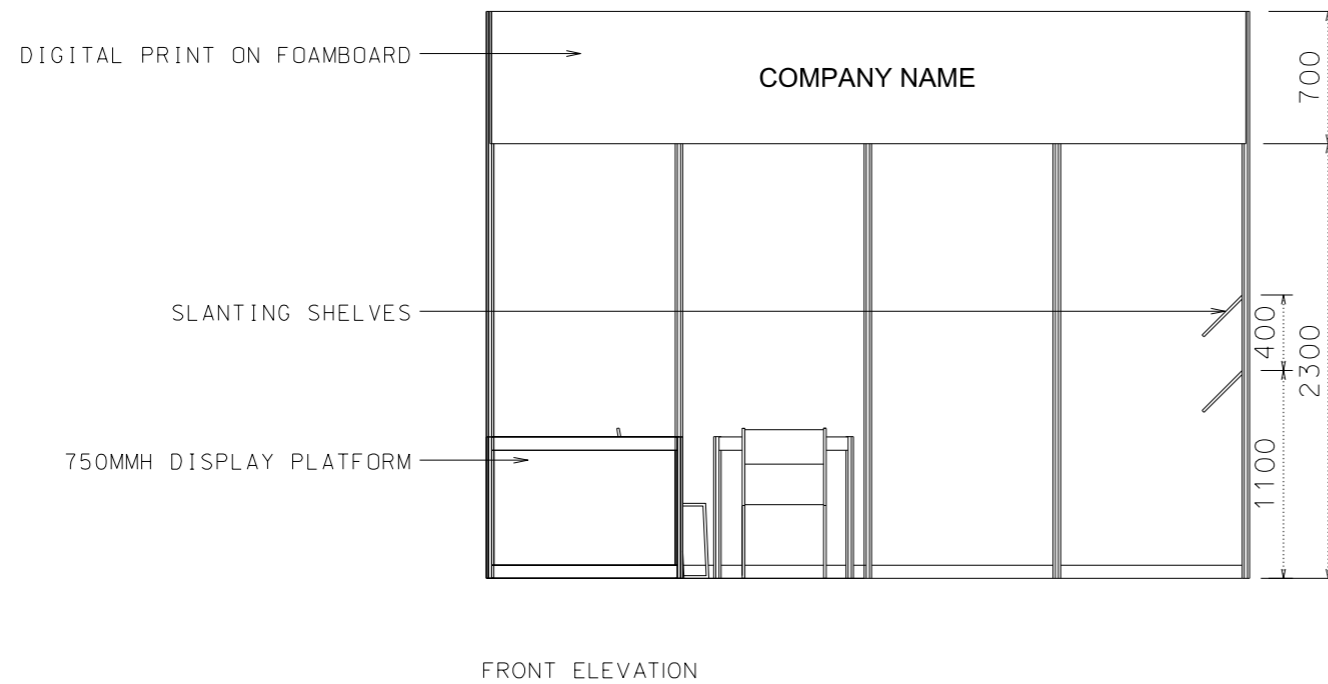 DIGITAL PRINT ON FOAMBOARD
COMPANY NAME
700
SLANTING SHELVES
400
2300
750MMH DISPLAY PLATFORM
1100
FRONT ELEVATION